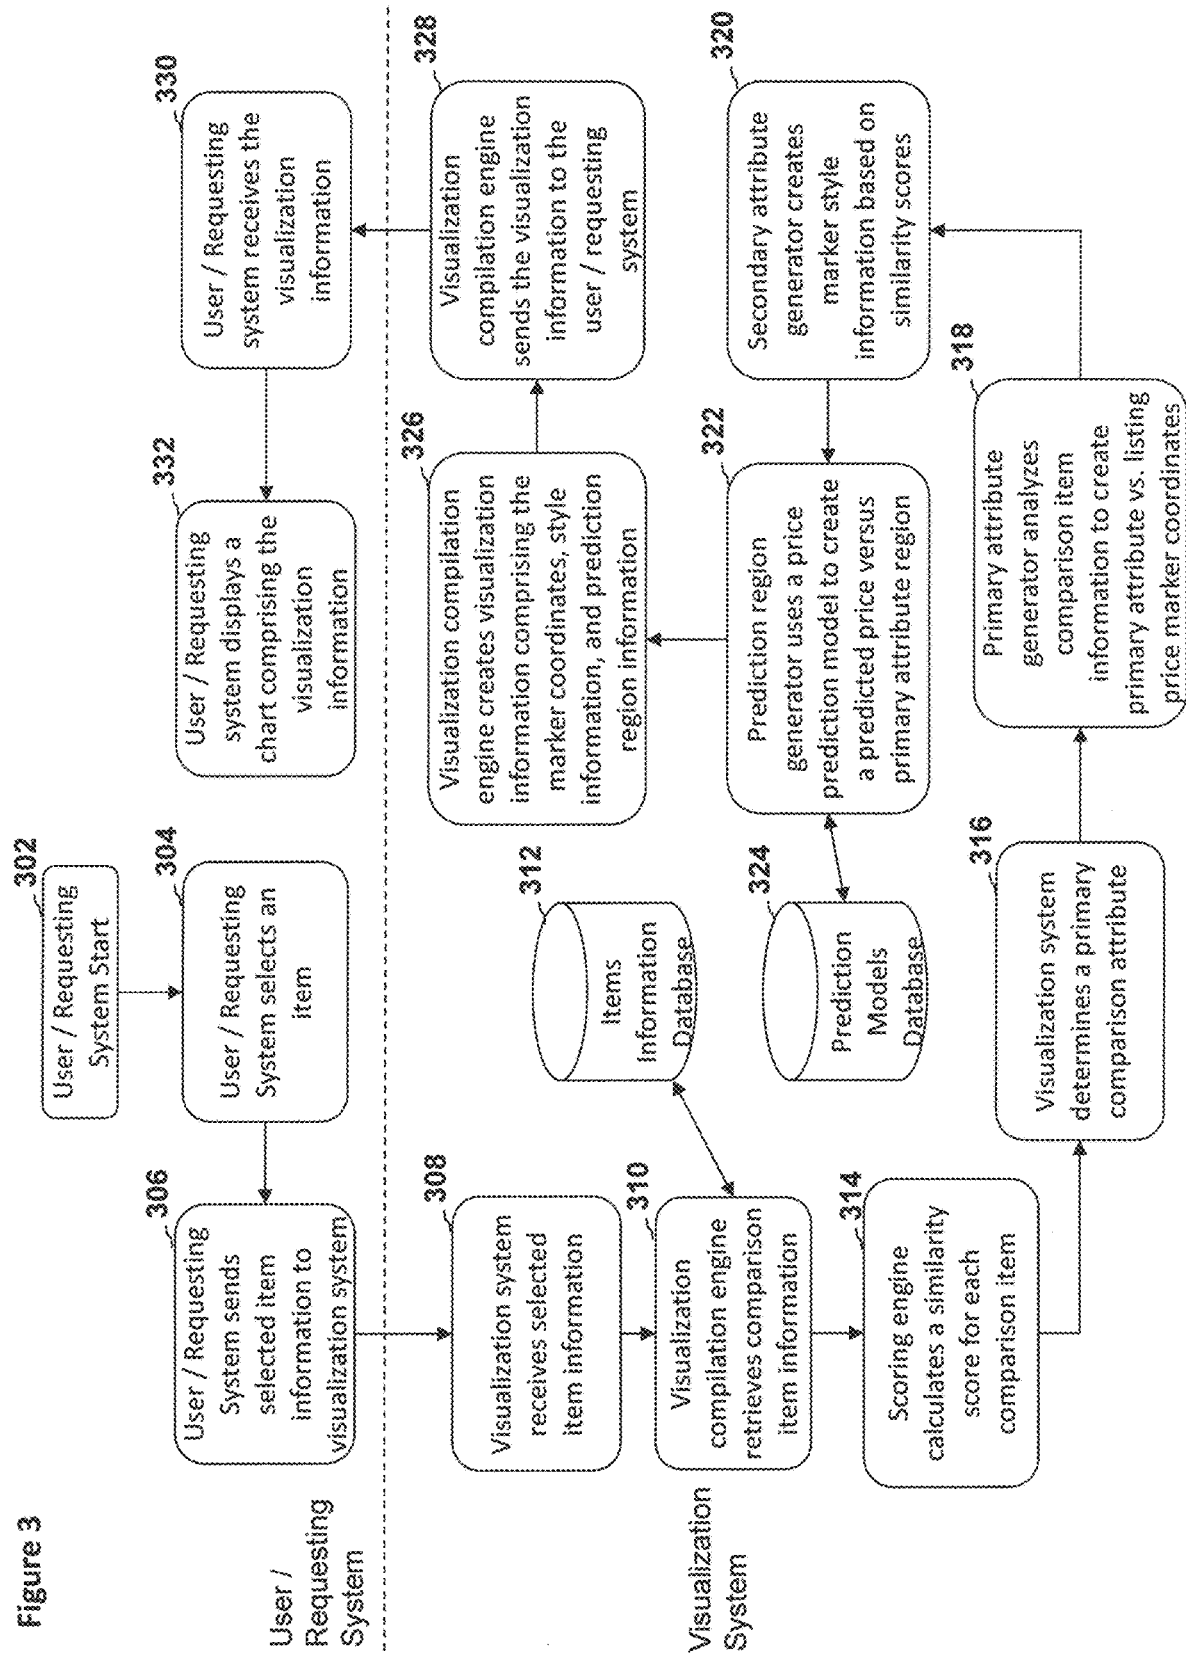 Figure 3
User /
Requesting
System
302
User / Requesting
System Start
304
User / Requesting
System selects an
item
306
User / Requesting
System sends
selected item
information to
visualization system
332
User / Requesting
system displays a
chart comprising the
visualization
information
330
User / Requesting
system receives the
visualization
information
Visualization
System
308
Visualization system
receives selected
item information
310
Visualization
compilation engine
retrieves comparison
item information
312
Items
Information
Database
314
Scoring engine
calculates a similarity
score for each
comparison item
316
Visualization system
determines a primary
comparison attribute
318
Primary attribute
generator analyzes
comparison item
information to create
primary attribute vs. listing
price marker coordinates
320
Secondary attribute
generator creates
marker style
information based on
similarity scores
322
Prediction region
generator uses a price
prediction model to create
a predicted price versus
primary attribute region
324
Prediction
Models
Database
326
Visualization compilation
engine creates visualization
information comprising the
marker coordinates, style
information, and prediction
region information
328
Visualization
compilation engine
sends the visualization
information to the
user / requesting
system